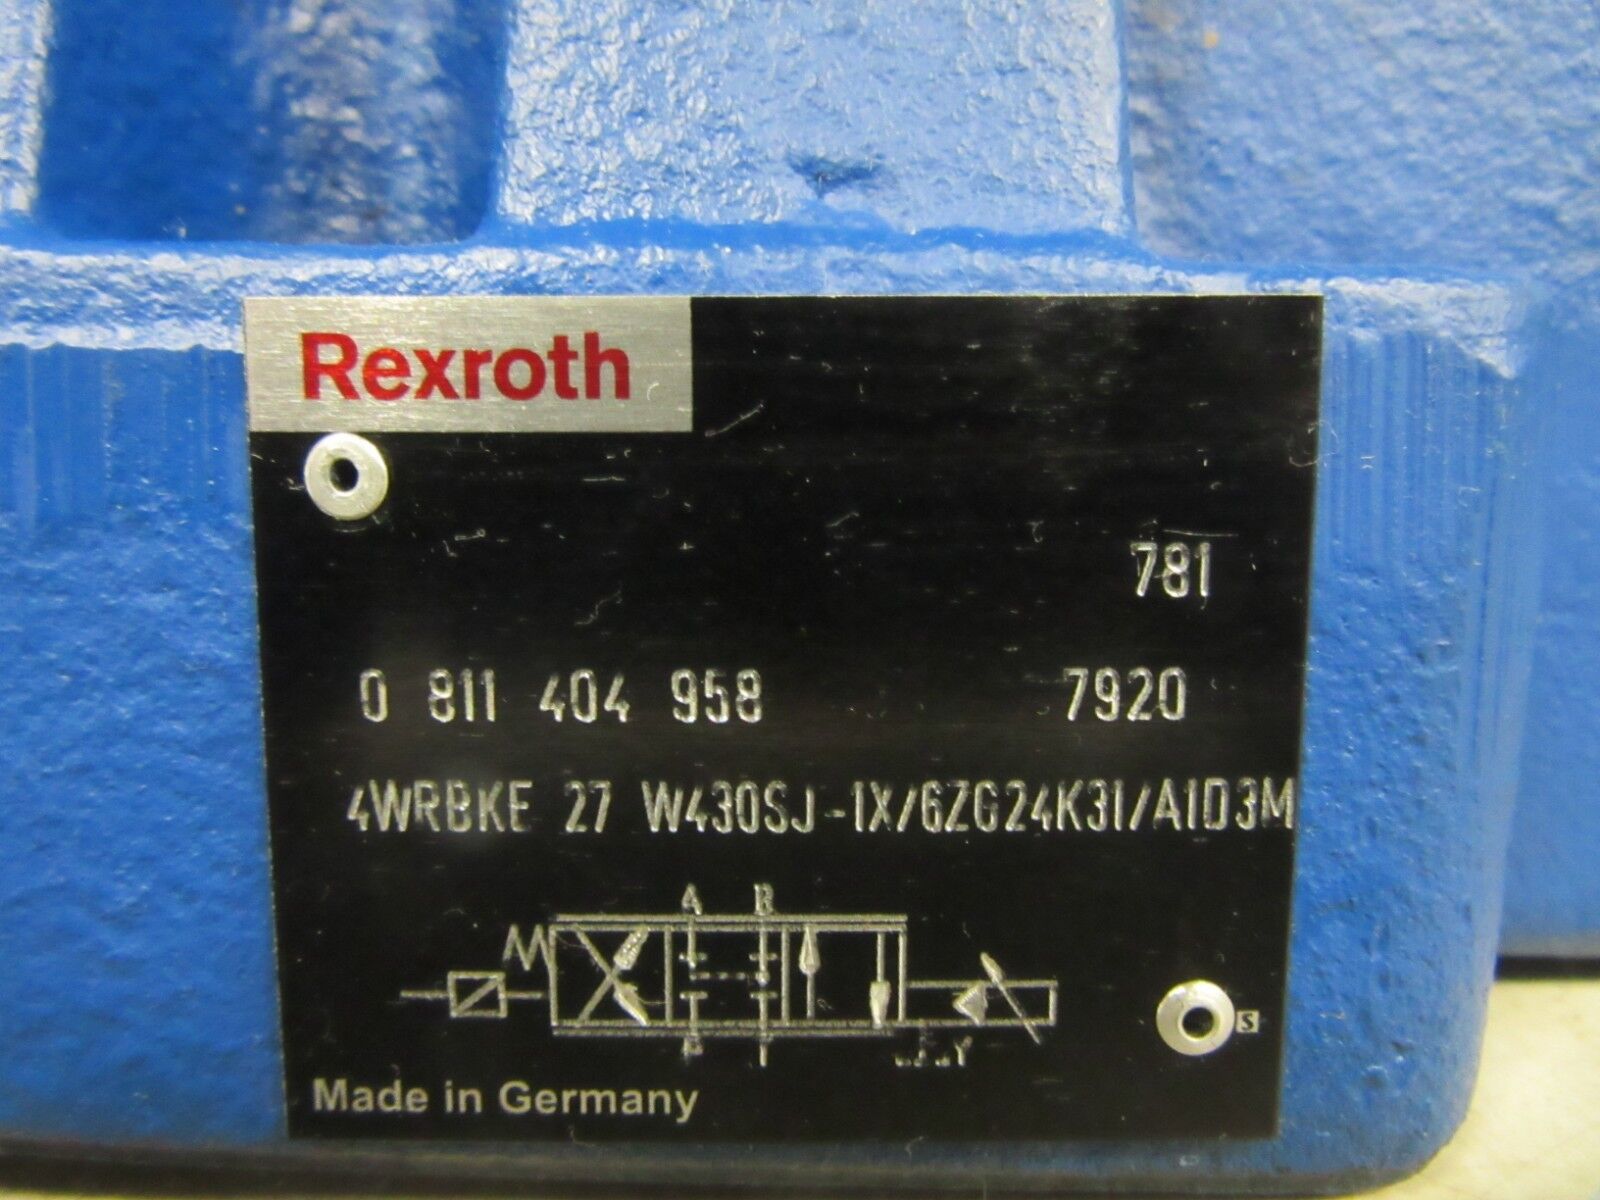 Rexroth
781
0 811 404 958 7920
4WRBKE 27 W430SJ-1X/6ZG24K31/A1D3M
A B
S
Made in Germany